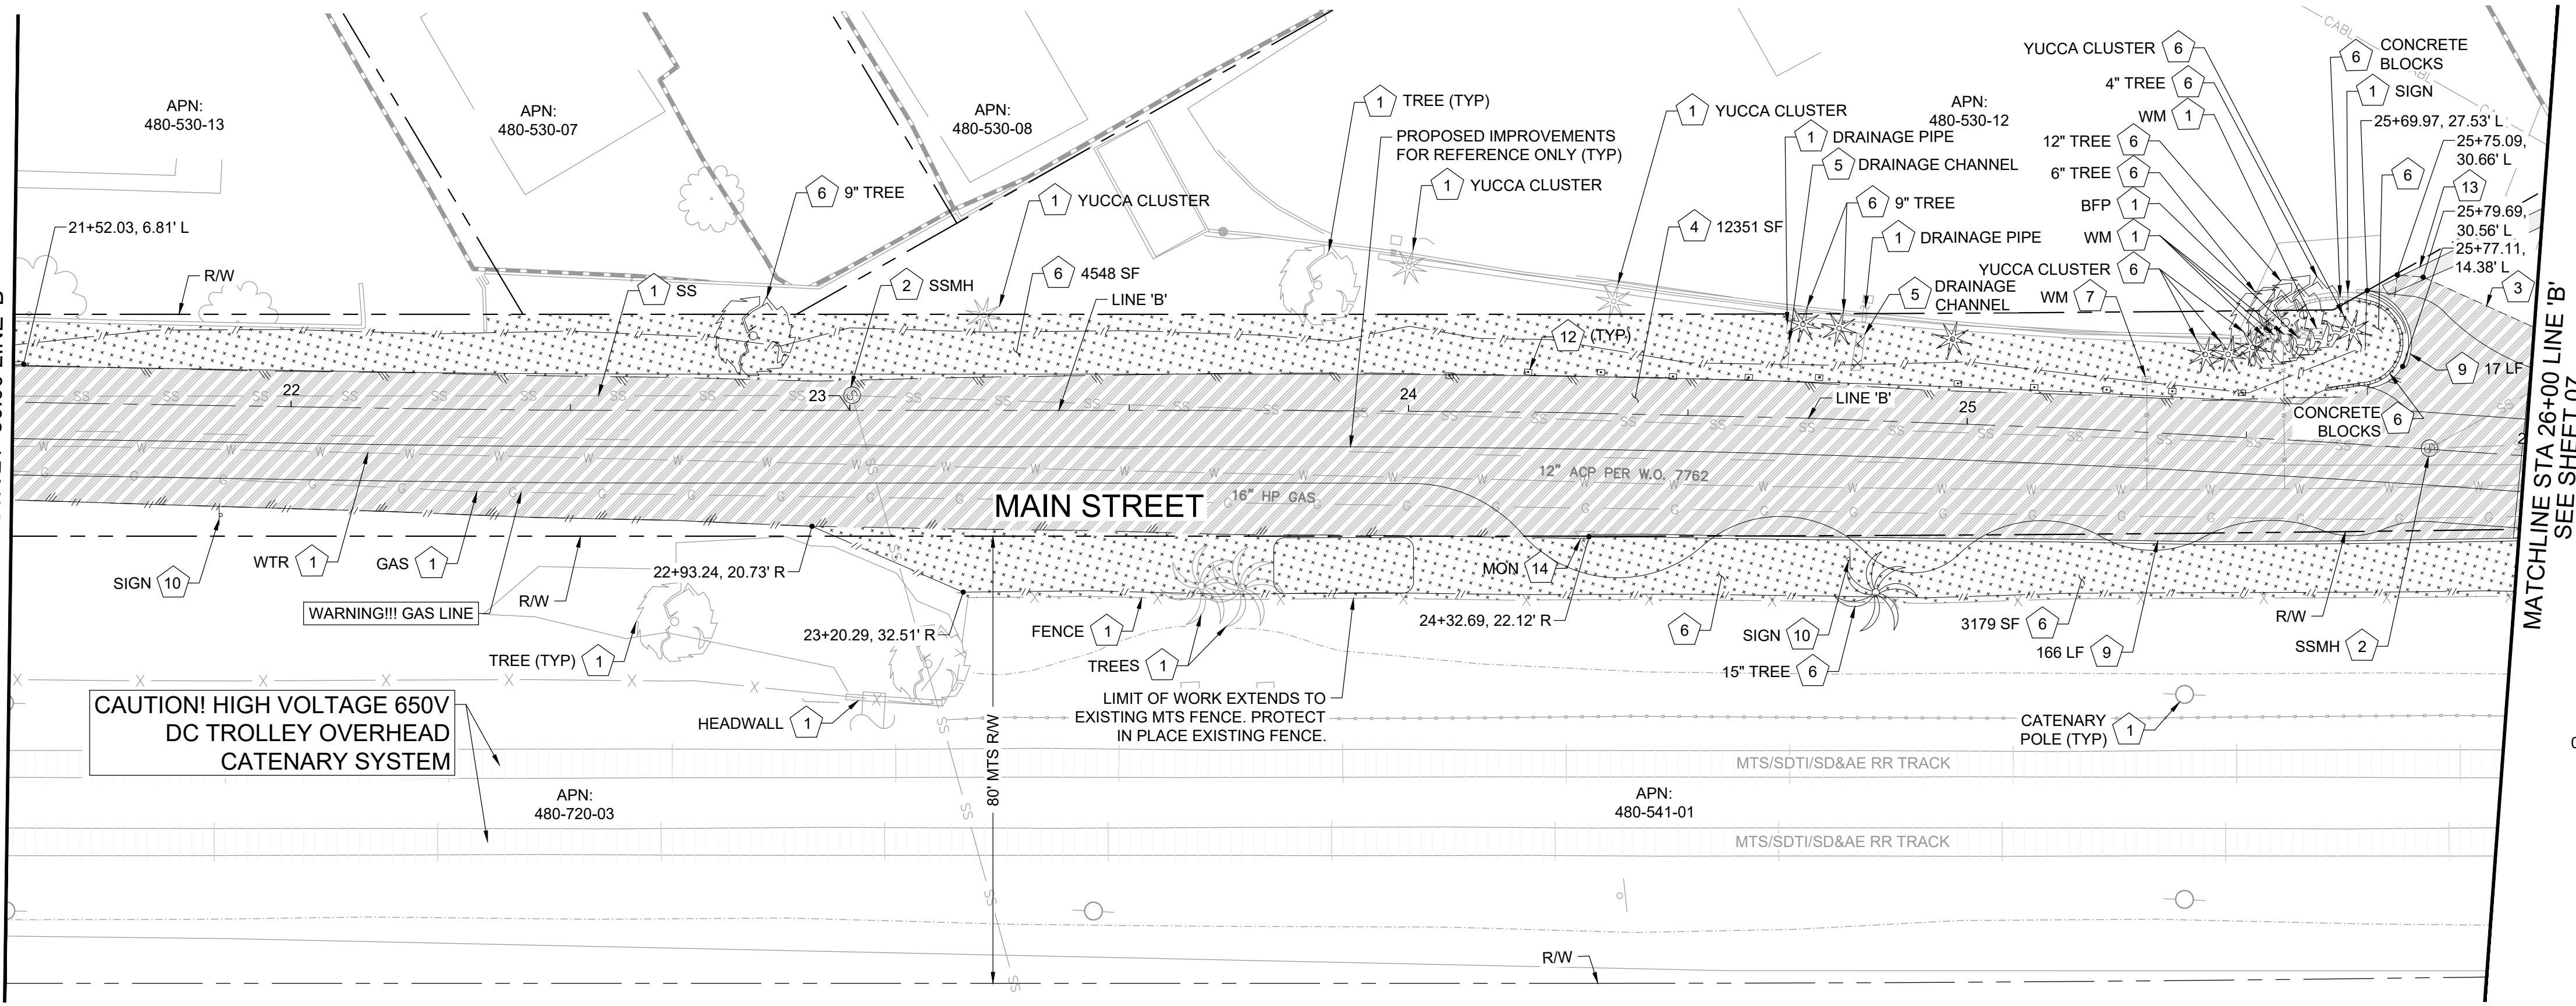 APN:
480-530-13
APN:
480-530-07
APN:
480-530-08
APN:
480-530-12
21+52.03, 6.81' L
R/W
1 SS
6 9" TREE
2 SSMH
1 YUCCA CLUSTER
6 4548 SF
LINE 'B'
1 TREE (TYP)
PROPOSED IMPROVEMENTS
FOR REFERENCE ONLY (TYP)
1 YUCCA CLUSTER
1 YUCCA CLUSTER
4 12351 SF
12 (TYP)
1 DRAINAGE PIPE
5 DRAINAGE CHANNEL
6 9" TREE
1 DRAINAGE PIPE
5 DRAINAGE
CHANNEL
YUCCA CLUSTER 6
4" TREE 6
WM 1
12" TREE 6
6" TREE 6
BFP 1
WM 1
YUCCA CLUSTER 6
WM 7
6 CONCRETE
BLOCKS
1 SIGN
25+69.97, 27.53' L
25+75.09,
30.66' L
6
13
25+79.69,
30.56' L
25+77.11,
14.38' L
3
9 17 LF
CONCRETE
BLOCKS 6
CABL
22
23
24
25
LINE 'B'
12" ACP PER W.O. 7762
16" HP GAS
MAIN STREET
SIGN 10
WTR 1
GAS 1
WARNING!!! GAS LINE
R/W
22+93.24, 20.73' R
TREE (TYP) 1
23+20.29, 32.51' R
HEADWALL 1
FENCE 1
TREES 1
LIMIT OF WORK EXTENDS TO
EXISTING MTS FENCE. PROTECT
IN PLACE EXISTING FENCE.
MON 14
24+32.69, 22.12' R
6
SIGN 10
15" TREE 6
3179 SF 6
166 LF 9
R/W
SSMH 2
CATENARY
POLE (TYP) 1
CAUTION! HIGH VOLTAGE 650V
DC TROLLEY OVERHEAD
CATENARY SYSTEM
80' MTS R/W
APN:
480-720-03
APN:
480-541-01
MTS/SDTI/SD&AE RR TRACK
MTS/SDTI/SD&AE RR TRACK
R/W
MATCHLINE STA 26+00 LINE 'B'
SEE SHEET 07